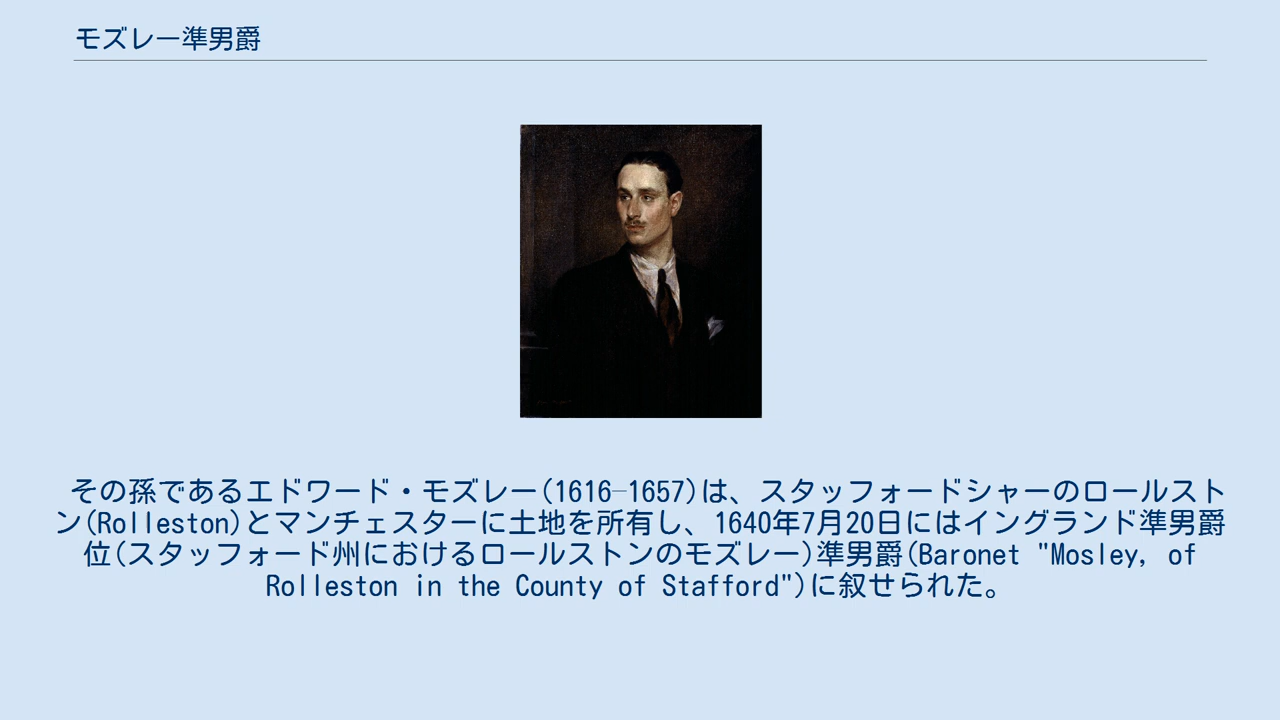 モズレー準男爵
その孫であるエドワード・モズレー(1616–1657)は、スタッフォードシャーのロールスト
ン(Rolleston)とマンチェスターに土地を所有し、1640年7月20日にはイングランド準男爵
位(スタッフォード州におけるロールストンのモズレー)準男爵(Baronet "Mosley, of
Rolleston in the County of Stafford")に叙せられた。